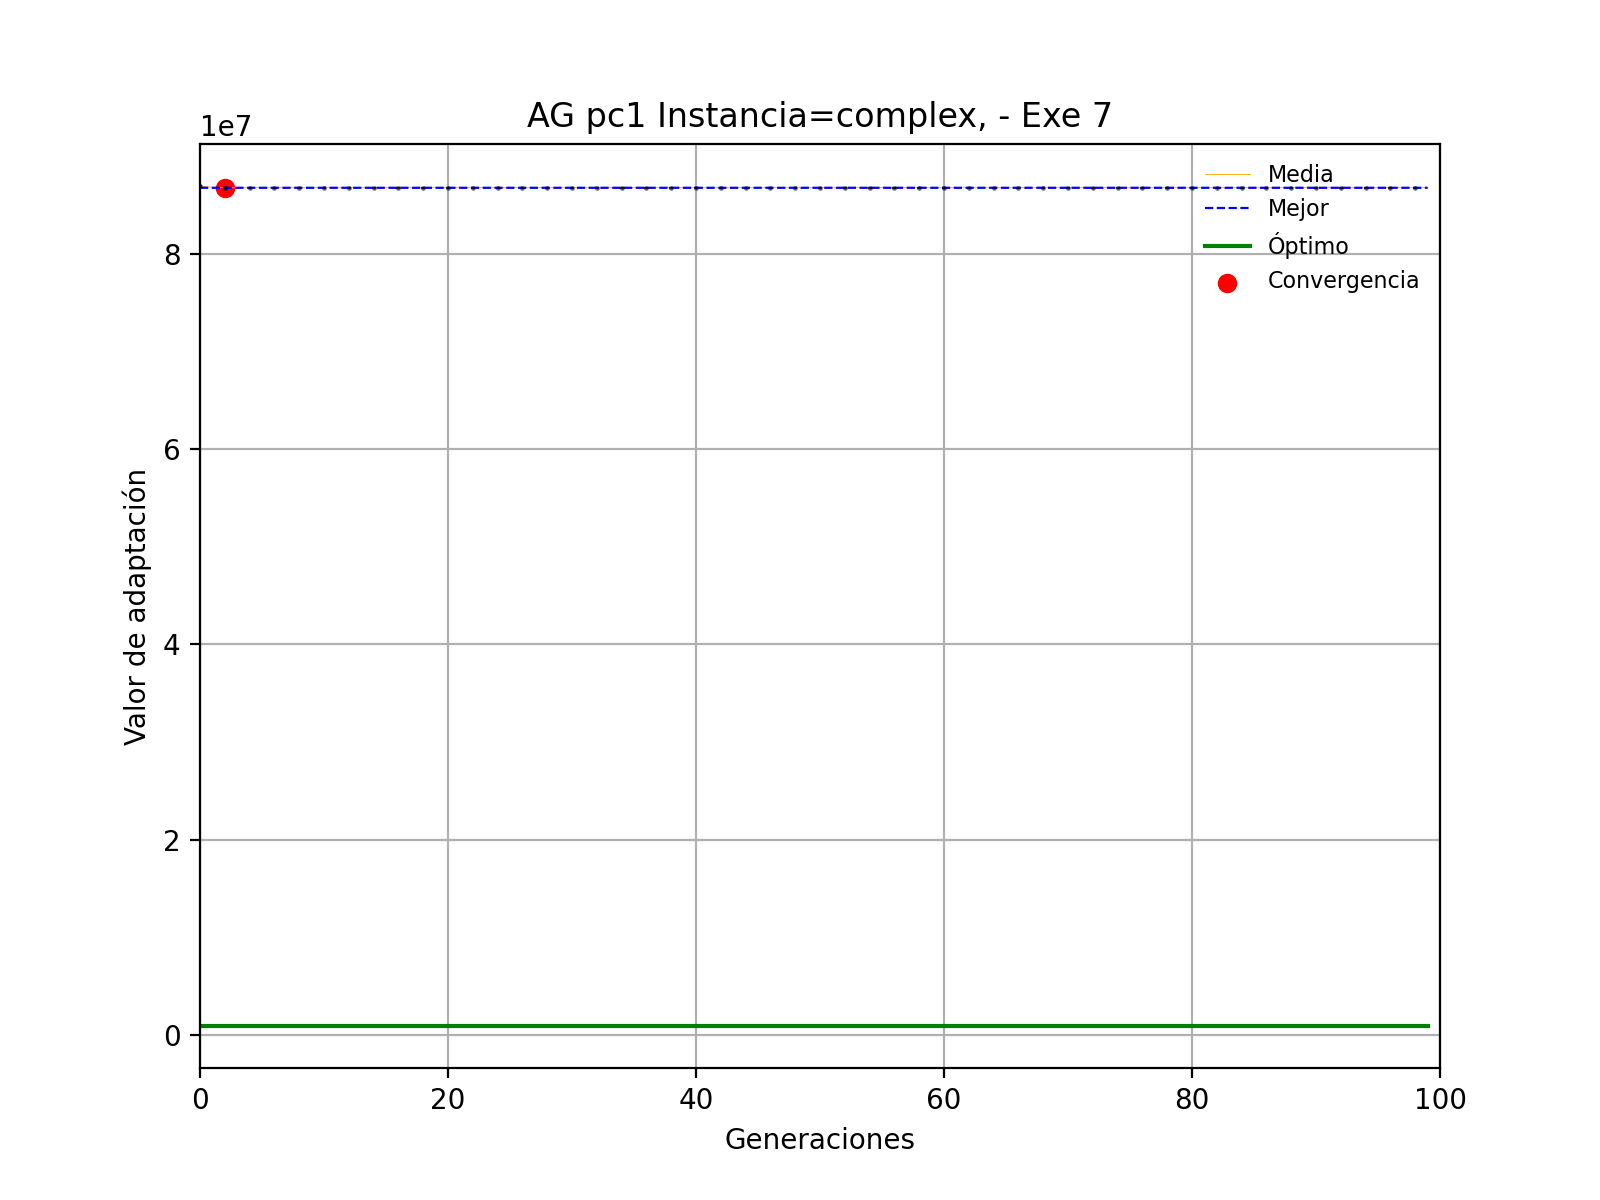 AG pc1 Instancia=complex, - Exe 7
1e7
Media
Mejor
Óptimo
Convergencia
8
6
4
2
0
Valor de adaptación
0 20 40 60 80 100
Generaciones